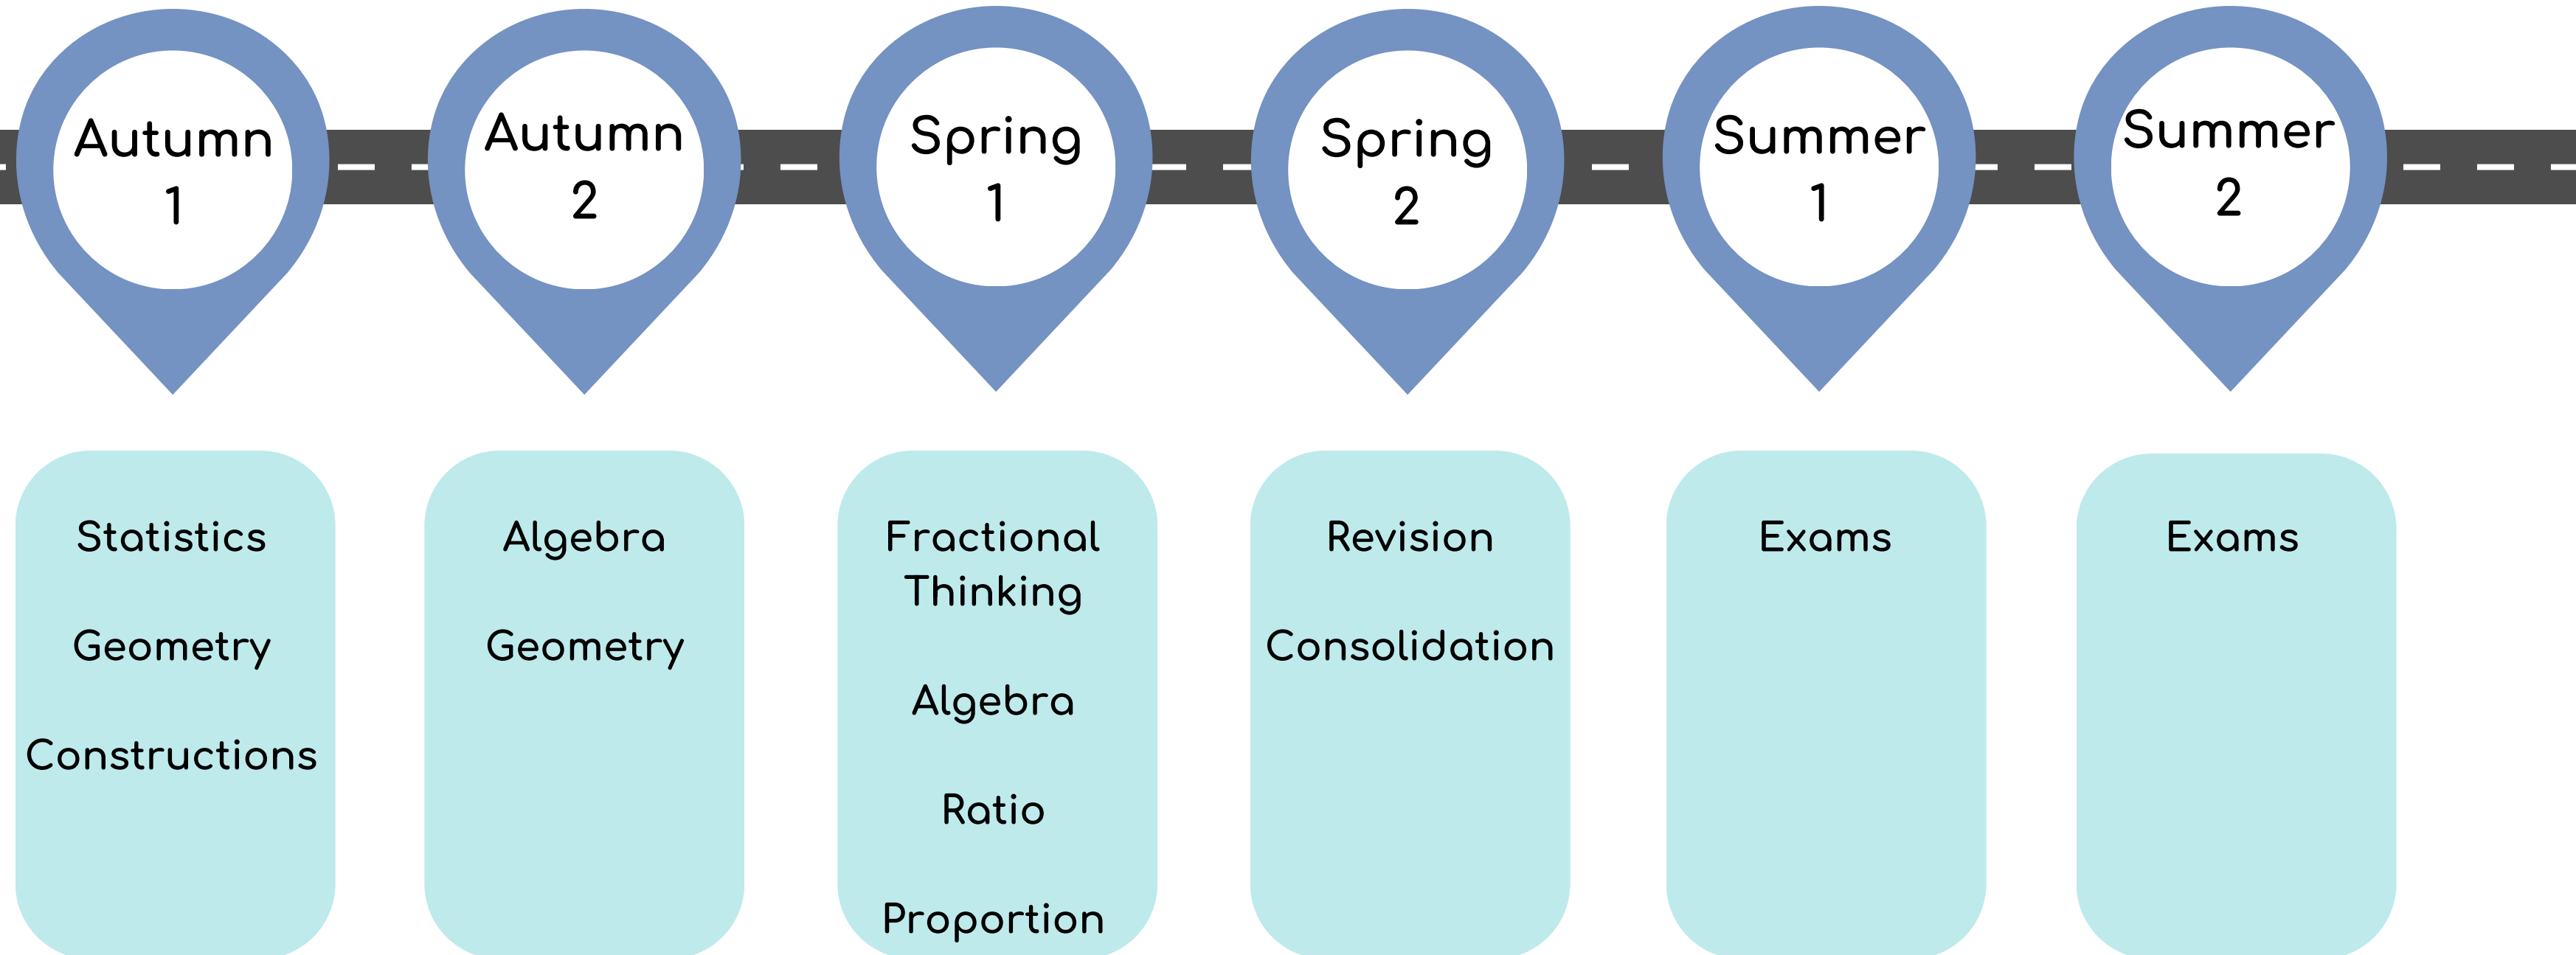 Autumn
1
Autumn
2
Spring
1
Spring
2
Summer
1
Summer
2
Statistics
Geometry
Constructions
Algebra
Geometry
Fractional
Thinking
Algebra
Ratio
Proportion
Revision
Consolidation
Exams
Exams